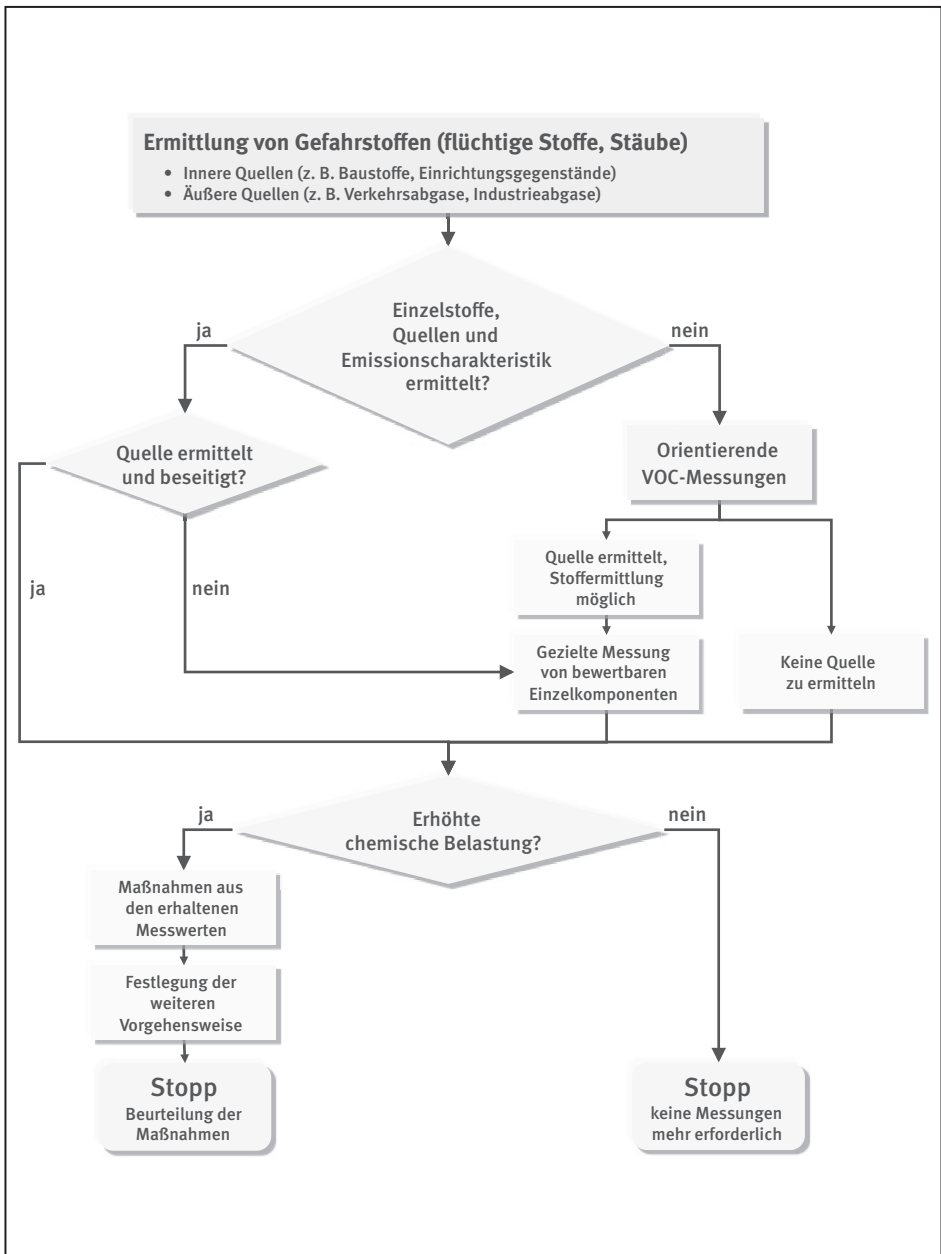 Ermittlung von Gefahrstoffen (flüchtige Stoffe, Stäube)
• Innere Quellen (z. B. Baustoffe, Einrichtungsgegenstände)
• Äußere Quellen (z. B. Verkehrsabgase, Industrieabgase)
Einzelstoffe,
Quellen und
Emissionscharakteristik
ermittelt?
ja
nein
Quelle ermittelt
und beseitigt?
Orientierende
VOC-Messungen
ja
nein
Quelle ermittelt,
Stoffermittlung
möglich
Gezielte Messung
von bewertbaren
Einzelkomponenten
Keine Quelle
zu ermitteln
Erhöhte
chemische Belastung?
ja
nein
Maßnahmen aus
den erhaltenen
Messwerten
Festlegung der
weiteren
Vorgehensweise
Stopp
Beurteilung der
Maßnahmen
Stopp
keine Messungen
mehr erforderlich